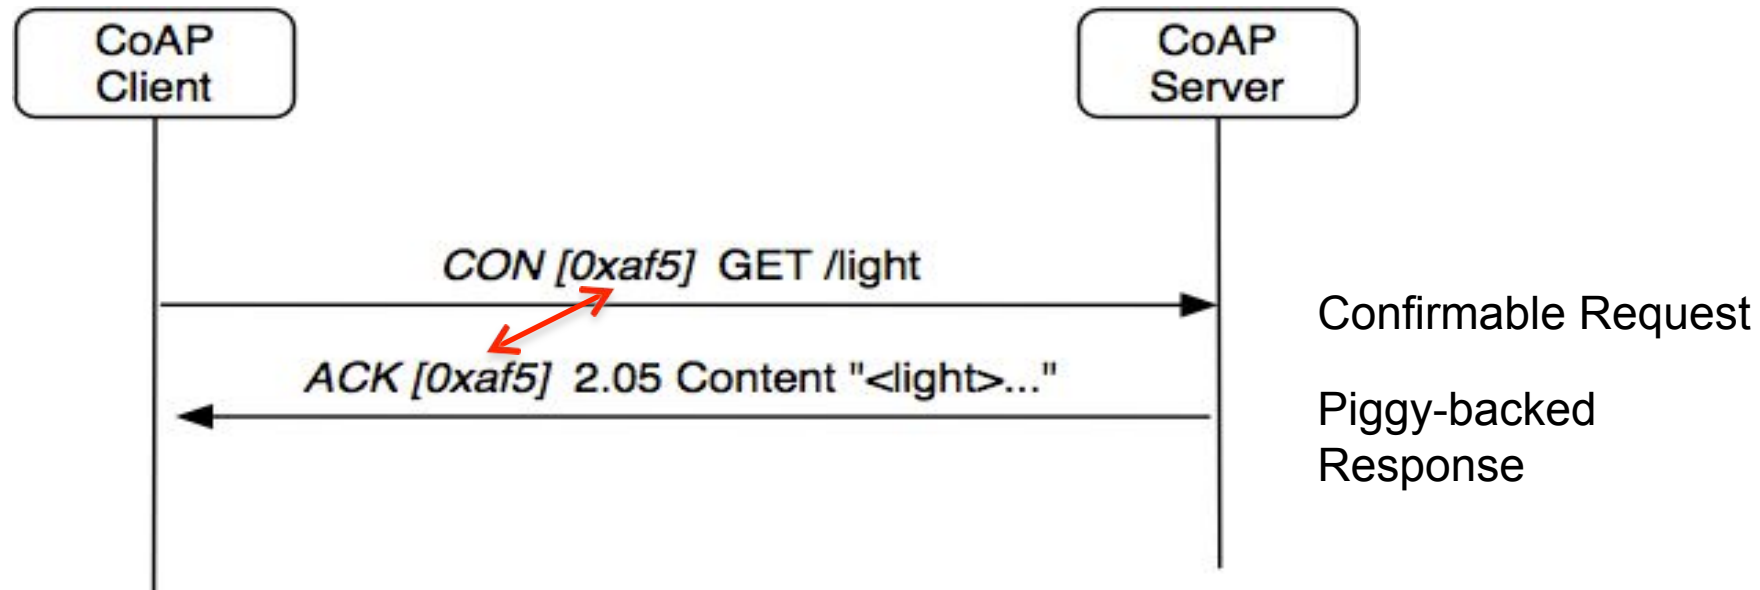 CoAP
Client
CoAP
Server
CON [0xaf5] GET /light
Confirmable Request
ACK [0xaf5] 2.05 Content "<light>..."
Piggy-backed
Response